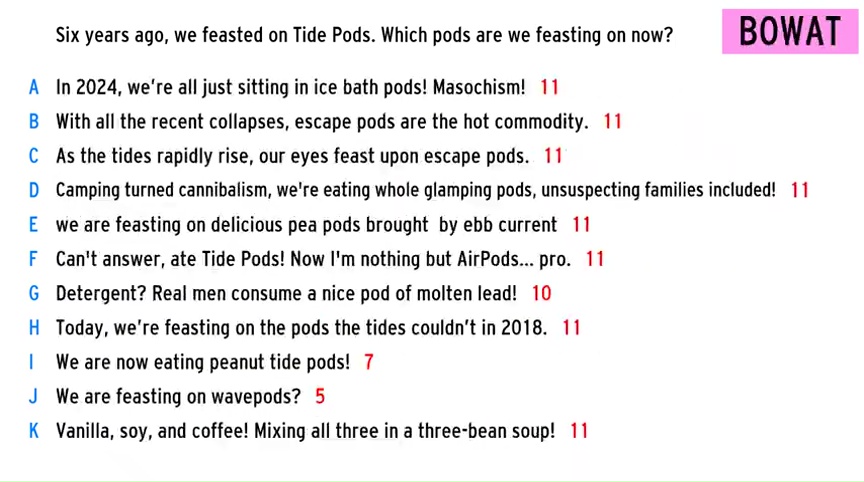 Six years ago, we feasted on Tide Pods. Which pods are we feasting on now?
BOWAT
A In 2024, we're all just sitting in ice bath pods! Masochism! 11
B With all the recent collapses, escape pods are the hot commodity. 11
C As the tides rapidly rise, our eyes feast upon escape pods. 11
D Camping turned cannibalism, we're eating whole glamping pods, unsuspecting families included! 11
E we are feasting on delicious pea pods brought by ebb current 11
F Can't answer, ate Tide Pods! Now I'm nothing but AirPods... pro. 11
G Detergent? Real men consume a nice pod of molten lead! 10
H Today, we're feasting on the pods the tides couldn't in 2018. 11
I We are now eating peanut tide pods! 7
J We are feasting on wavepods? 5
K Vanilla, soy, and coffee! Mixing all three in a three-bean soup! 11